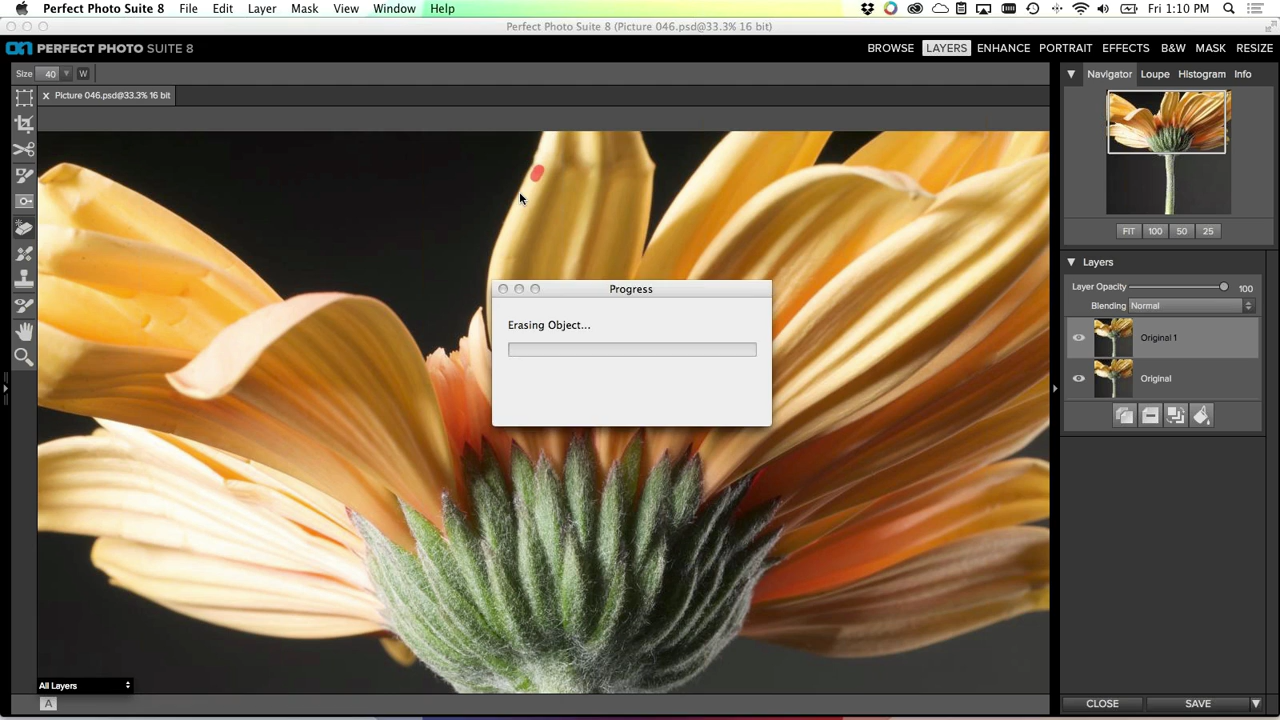 Perfect Photo Suite 8 File Edit Layer Mask View Window Help Fri 1:10 PM
Perfect Photo Suite 8 (Picture 046.psd@33.3% 16 bit)
on PERFECT PHOTO SUITE 8 BROWSE LAYERS ENHANCE PORTRAIT EFFECTS B&W MASK RESIZE
Size 40 W
Navigator Loupe Histogram Info
x Picture 046.psd@33.3% 16 bit
FIT 100 50 25
Layers
Layer Opacity 100
Blending Normal
Original 1
Original
Progress
Erasing Object...
All Layers
A
CLOSE SAVE